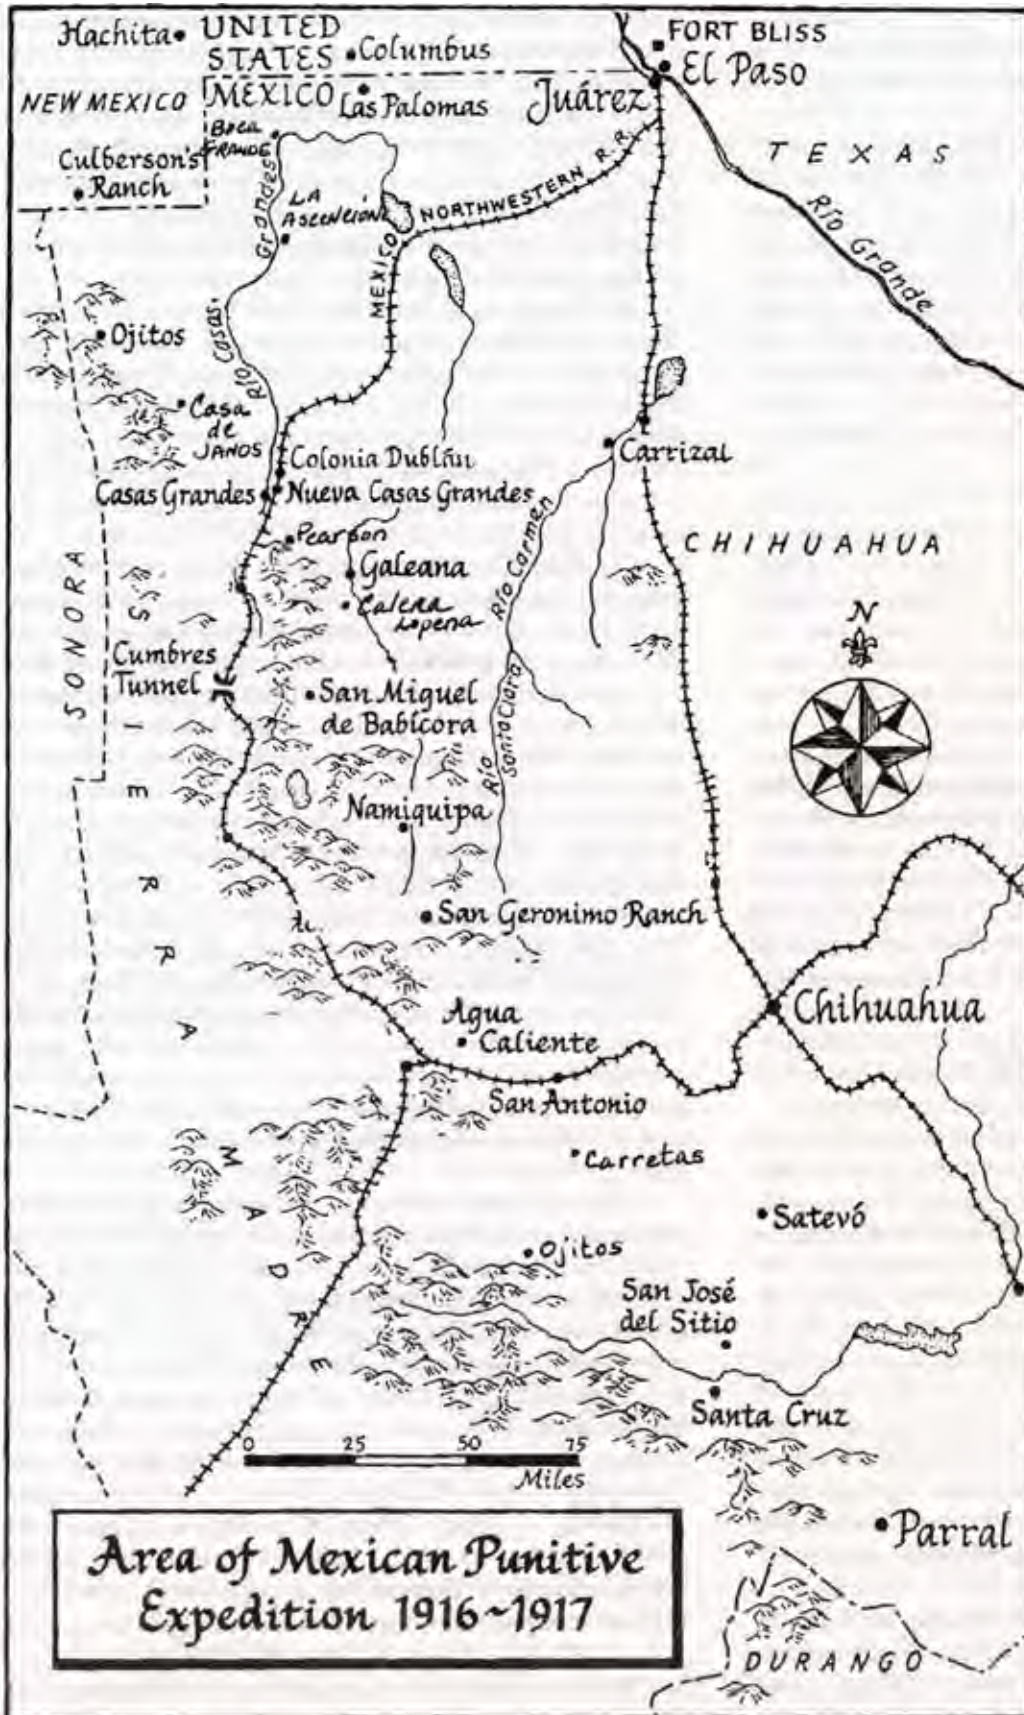 Hachita
UNITED
STATES
Columbus
FORT BLISS
El Paso
NEW MEXICO
MEXICO
Las Palomas
Juárez
Boca
GRANDE
Culberson's
Ranch
TEXAS
LA
ASCENCIÓN
Río Casas Grandes
MEXICO NORTHWESTERN R.R.
Río Grande
Ojitos
Casa
de
JANOS
Colonia Dublán
Carrizal
Casas Grandes
Nueva Casas Grandes
Pearson
CHIHUAHUA
Galeana
Río Carmen
SONORA
N
Cumbres
Tunnel
San Miguel
de Babícora
Río
Santa Clara
Namiquipa
SIERRA MADRE
San Geronimo Ranch
Chihuahua
Agua
Caliente
San Antonio
Carretas
Satevó
Ojitos
San José
del Sitio
Santa Cruz
0 25 50 75
Miles
Parral
Area of Mexican Punitive
Expedition 1916~1917
DURANGO